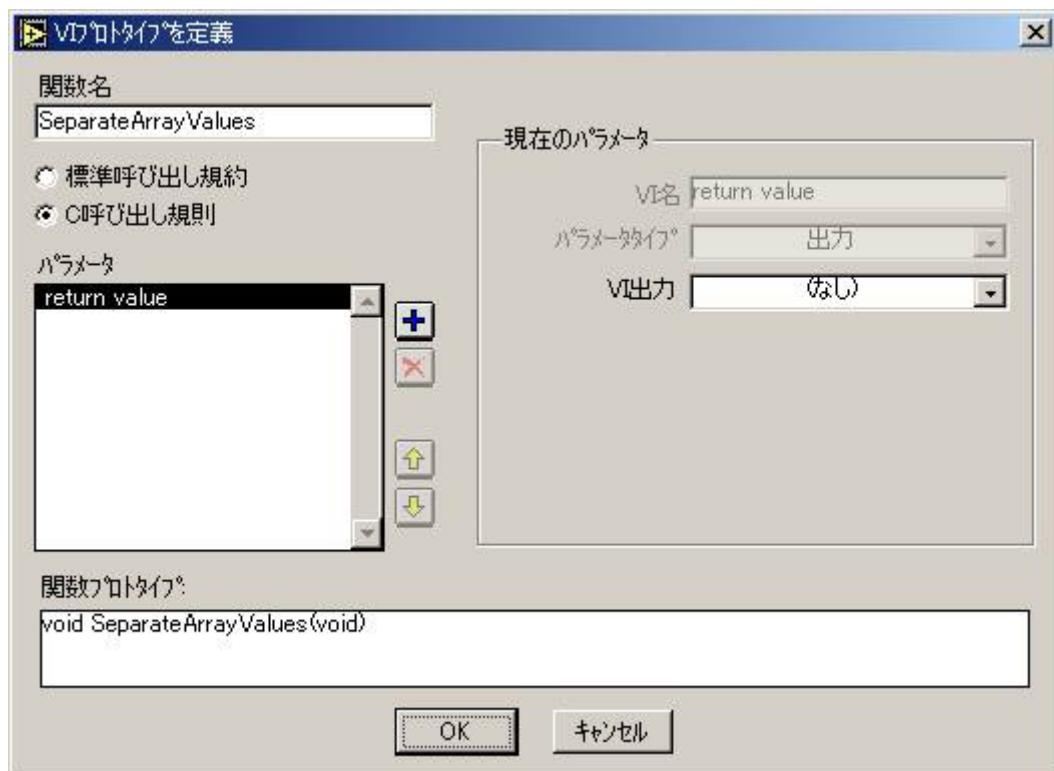 VIﾌﾟﾛﾄﾀｲﾌﾟを定義
関数名
SeparateArrayValues
標準呼び出し規約
C呼び出し規則
ﾊﾟﾗﾒｰﾀ
return value
現在のﾊﾟﾗﾒｰﾀ
VI名 return value
ﾊﾟﾗﾒｰﾀﾀｲﾌﾟ 出力
VI出力 (なし)
関数ﾌﾟﾛﾄﾀｲﾌﾟ:
void SeparateArrayValues(void)
OK キャンセル